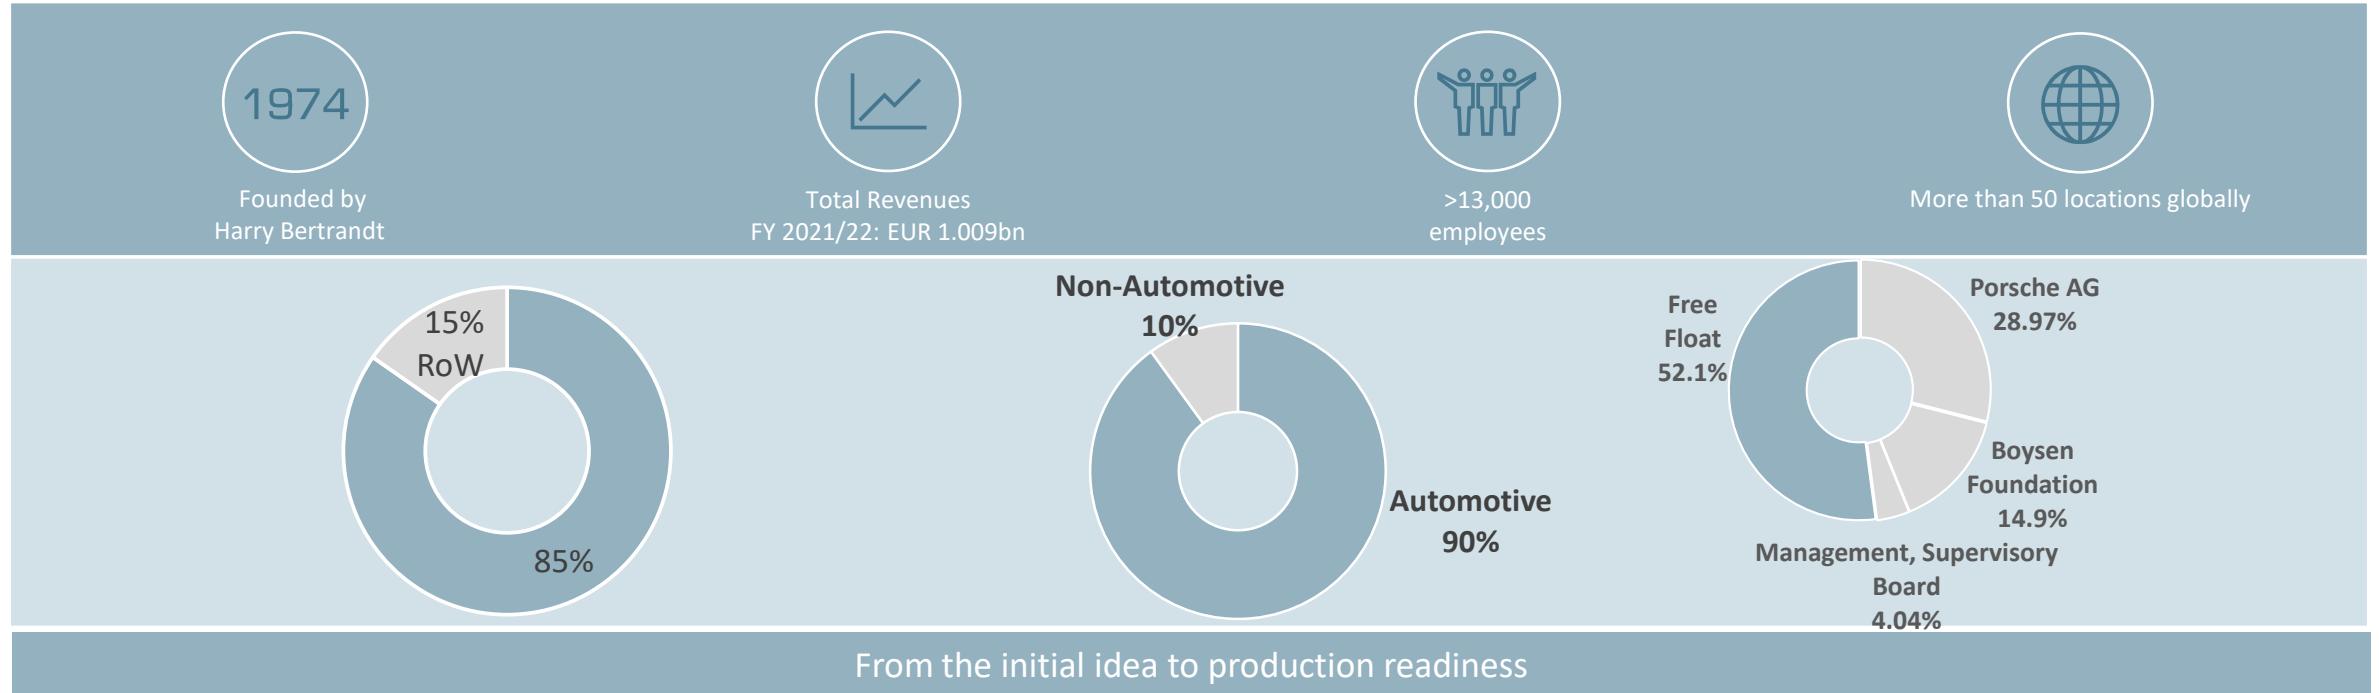 1974
Founded by
Harry Bertrandt
Total Revenues
FY 2021/22: EUR 1.009bn
>13,000
employees
More than 50 locations globally
15%
RoW
85%
Non-Automotive
10%
Automotive
90%
Free
Float
52.1%
Porsche AG
28.97%
Boysen
Foundation
14.9%
Management, Supervisory
Board
4.04%
From the initial idea to production readiness